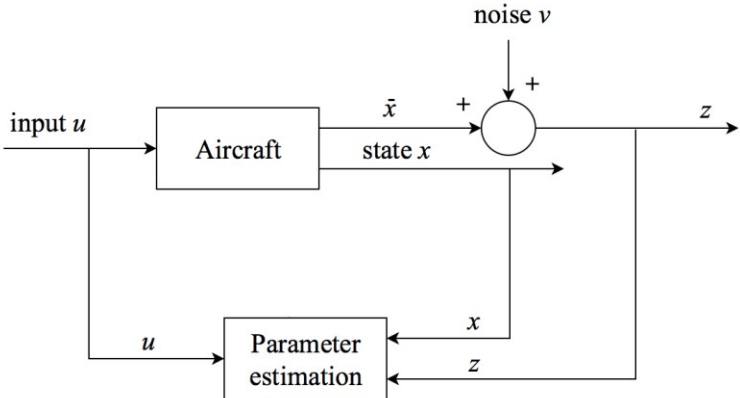 noise v
+
x̄
+
z
input u
Aircraft
state x
x
u
Parameter
estimation
z